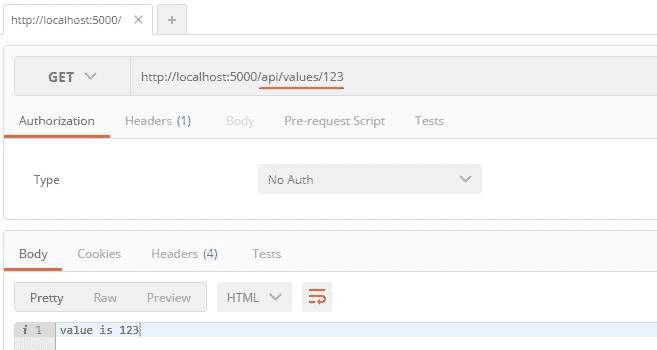 http://localhost:5000/ × +
GET http://localhost:5000/api/values/123
Authorization Headers (1) Body Pre-request Script Tests
Type No Auth
Body Cookies Headers (4) Tests
Pretty Raw Preview HTML
i 1 value is 123